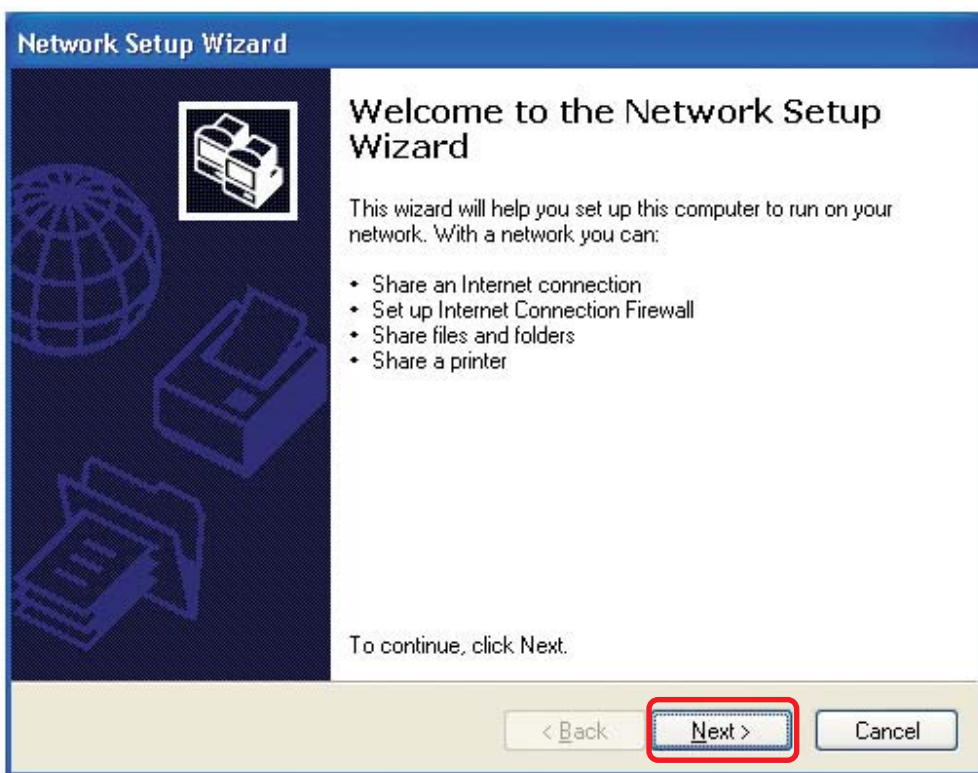 Network Setup Wizard
Welcome to the Network Setup
Wizard
This wizard will help you set up this computer to run on your
network. With a network you can:
• Share an Internet connection
• Set up Internet Connection Firewall
• Share files and folders
• Share a printer
To continue, click Next.
< Back Next > Cancel